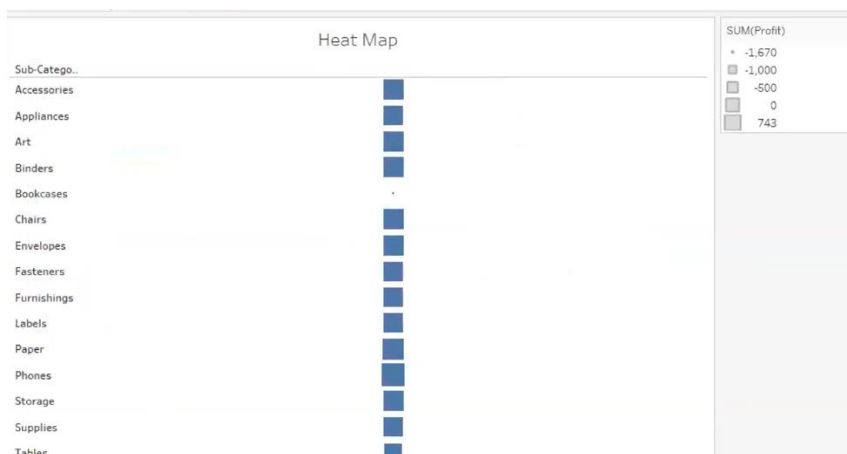 Heat Map
Sub-Catego..
Accessories
Appliances
Art
Binders
Bookcases
Chairs
Envelopes
Fasteners
Furnishings
Labels
Paper
Phones
Storage
Supplies
Tables
SUM(Profit)
-1,670
-1,000
-500
0
743